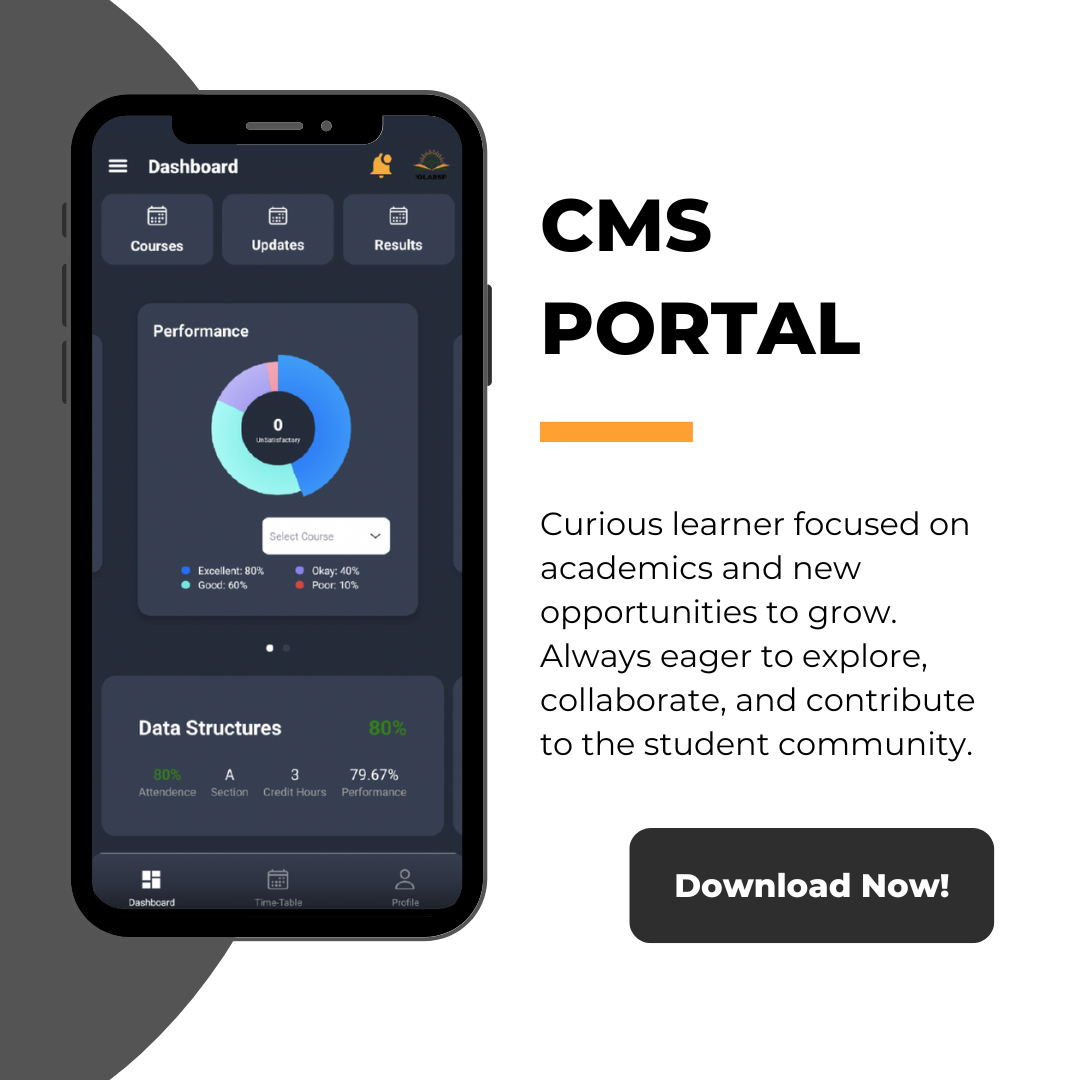 Dashboard
Courses
Updates
Results
Performance
0
UnSatisfactory
Select Course
Excellent: 80%
Okay: 40%
Good: 60%
Poor: 10%
Data Structures
80%
80%
A
3
79.67%
Attendence
Section
Credit Hours
Performance
Dashboard
Time-Table
Profile
CMS
PORTAL
Curious learner focused on
academics and new
opportunities to grow.
Always eager to explore,
collaborate, and contribute
to the student community.
Download Now!